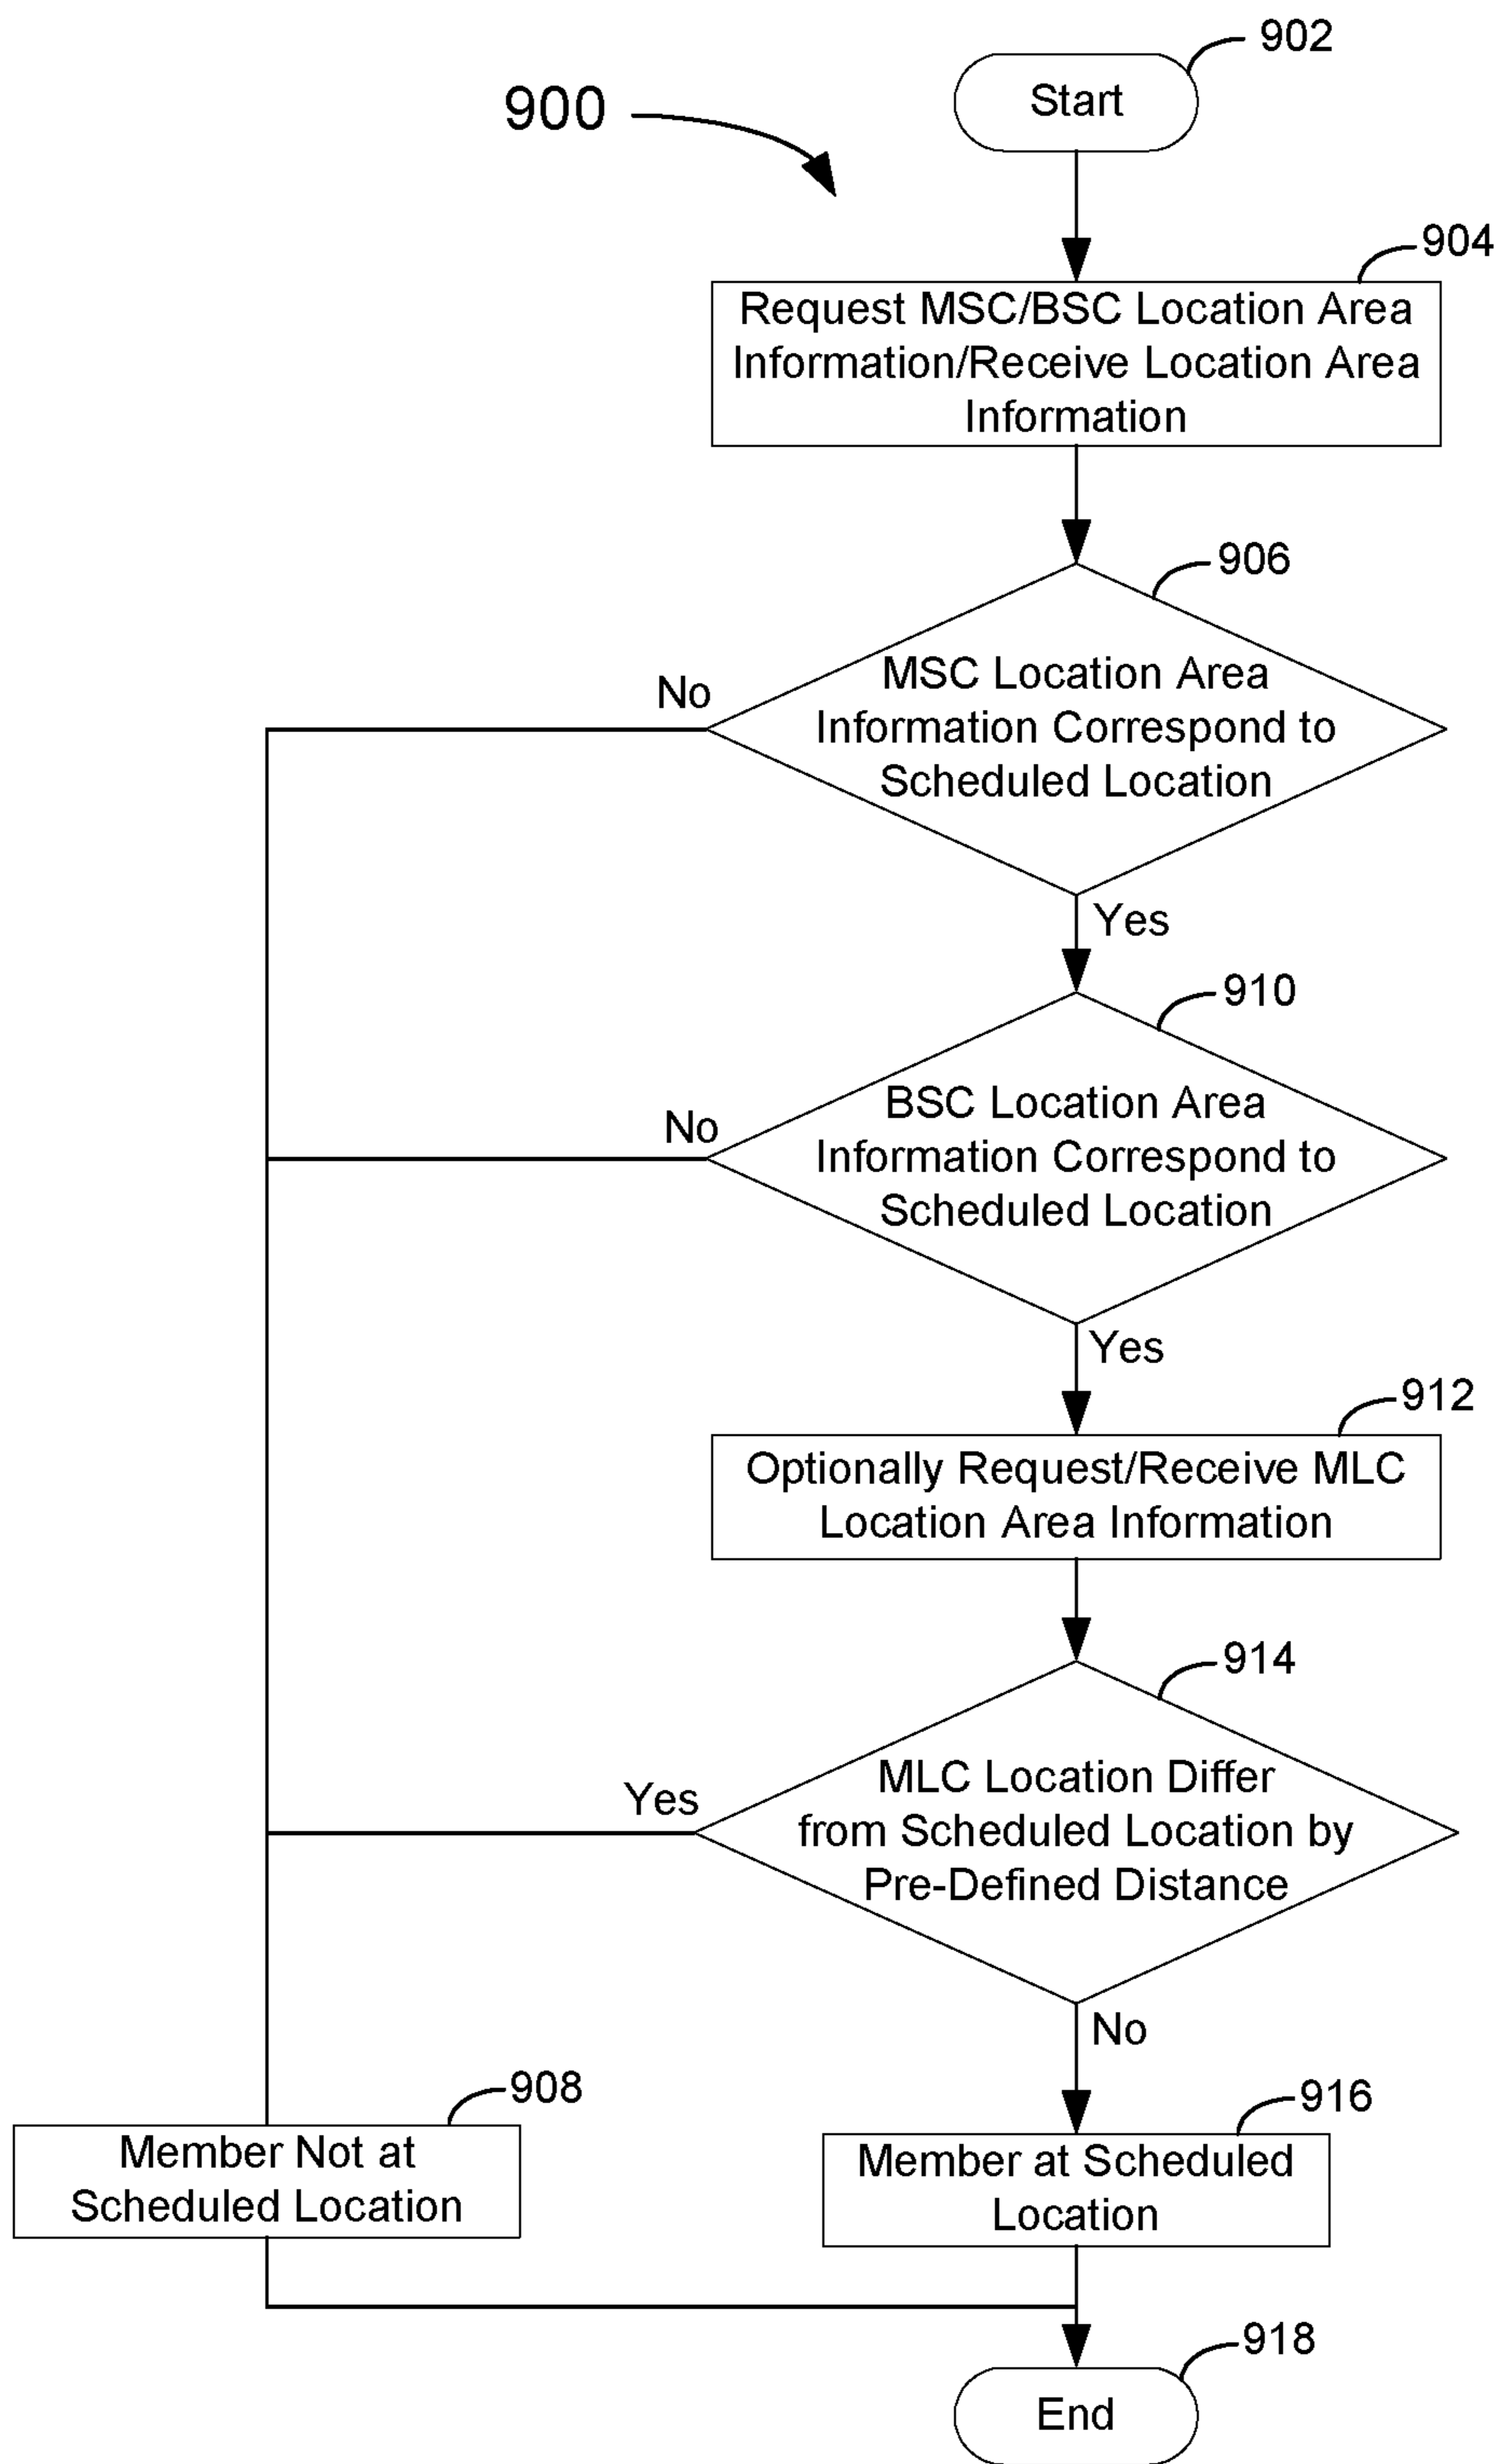 902
Start
900
904
Request MSC/BSC Location Area
Information/Receive Location Area
Information
906
MSC Location Area
Information Correspond to
Scheduled Location
No
Yes
910
BSC Location Area
Information Correspond to
Scheduled Location
No
Yes
912
Optionally Request/Receive MLC
Location Area Information
914
MLC Location Differ
from Scheduled Location by
Pre-Defined Distance
Yes
No
908
Member Not at
Scheduled Location
916
Member at Scheduled
Location
918
End